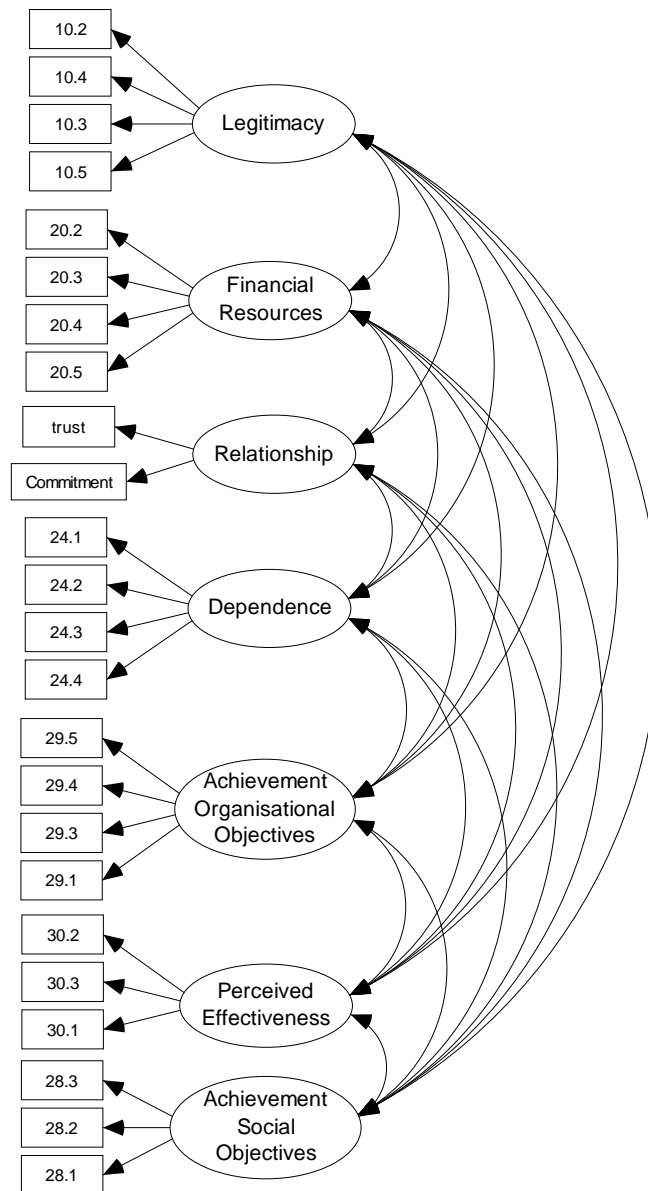 10.2
10.4
10.3
10.5
Legitimacy
20.2
20.3
20.4
20.5
Financial
Resources
trust
Commitment
Relationship
24.1
24.2
24.3
24.4
Dependence
29.5
29.4
29.3
29.1
Achievement
Organisational
Objectives
30.2
30.3
30.1
Perceived
Effectiveness
28.3
28.2
28.1
Achievement
Social
Objectives